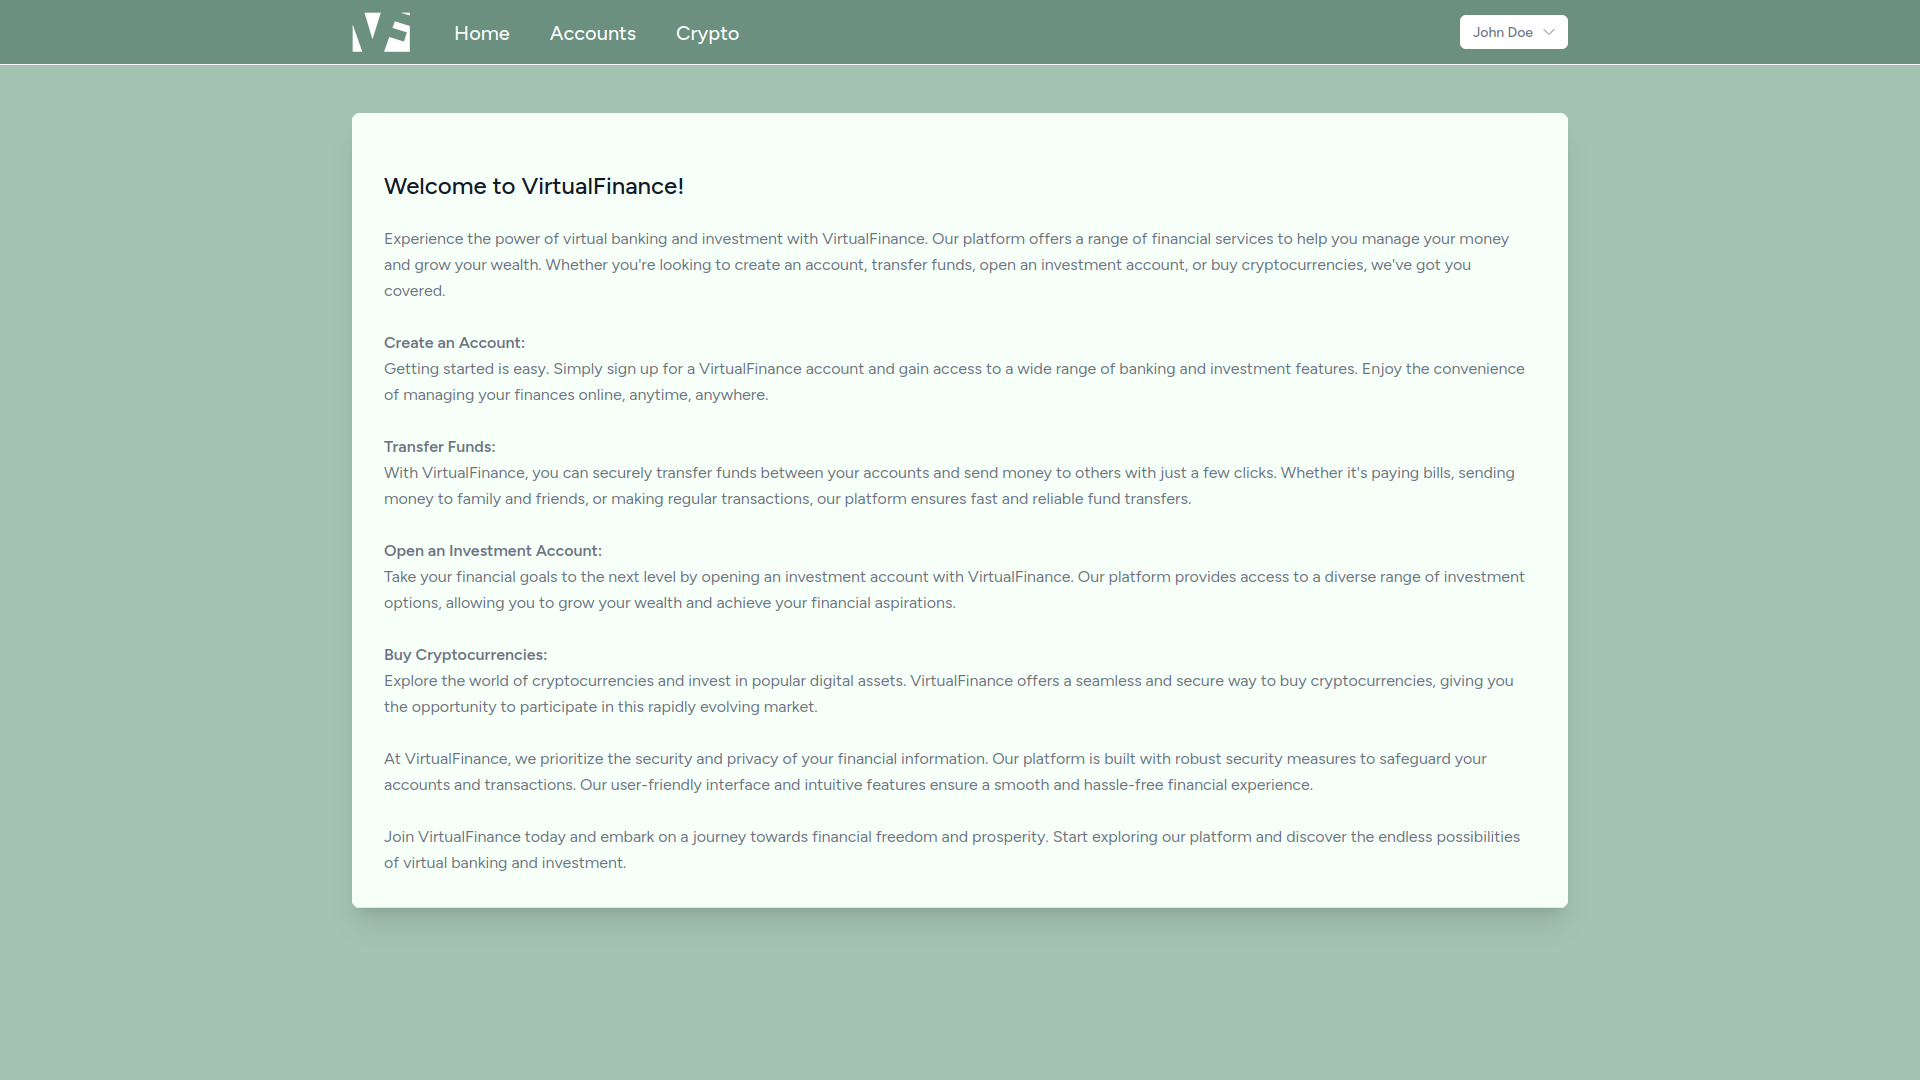 VF
Home
Accounts
Crypto
John Doe
Welcome to VirtualFinance!
Experience the power of virtual banking and investment with VirtualFinance. Our platform offers a range of financial services to help you manage your money
and grow your wealth. Whether you're looking to create an account, transfer funds, open an investment account, or buy cryptocurrencies, we've got you
covered.
Create an Account:
Getting started is easy. Simply sign up for a VirtualFinance account and gain access to a wide range of banking and investment features. Enjoy the convenience
of managing your finances online, anytime, anywhere.
Transfer Funds:
With VirtualFinance, you can securely transfer funds between your accounts and send money to others with just a few clicks. Whether it's paying bills, sending
money to family and friends, or making regular transactions, our platform ensures fast and reliable fund transfers.
Open an Investment Account:
Take your financial goals to the next level by opening an investment account with VirtualFinance. Our platform provides access to a diverse range of investment
options, allowing you to grow your wealth and achieve your financial aspirations.
Buy Cryptocurrencies:
Explore the world of cryptocurrencies and invest in popular digital assets. VirtualFinance offers a seamless and secure way to buy cryptocurrencies, giving you
the opportunity to participate in this rapidly evolving market.
At VirtualFinance, we prioritize the security and privacy of your financial information. Our platform is built with robust security measures to safeguard your
accounts and transactions. Our user-friendly interface and intuitive features ensure a smooth and hassle-free financial experience.
Join VirtualFinance today and embark on a journey towards financial freedom and prosperity. Start exploring our platform and discover the endless possibilities
of virtual banking and investment.